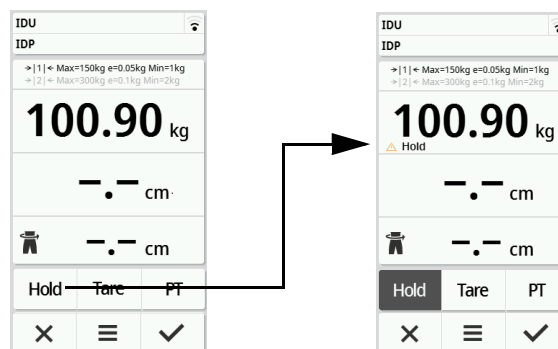 IDU
IDP
→|1|← Max=150kg e=0.05kg Min=1kg
→|2|← Max=300kg e=0.1kg Min=2kg
100.90 kg
–.– cm
–.– cm
Hold Tare PT
IDU
IDP
→|1|← Max=150kg e=0.05kg Min=1kg
→|2|← Max=300kg e=0.1kg Min=2kg
100.90 kg
Hold
–.– cm
–.– cm
Hold Tare PT